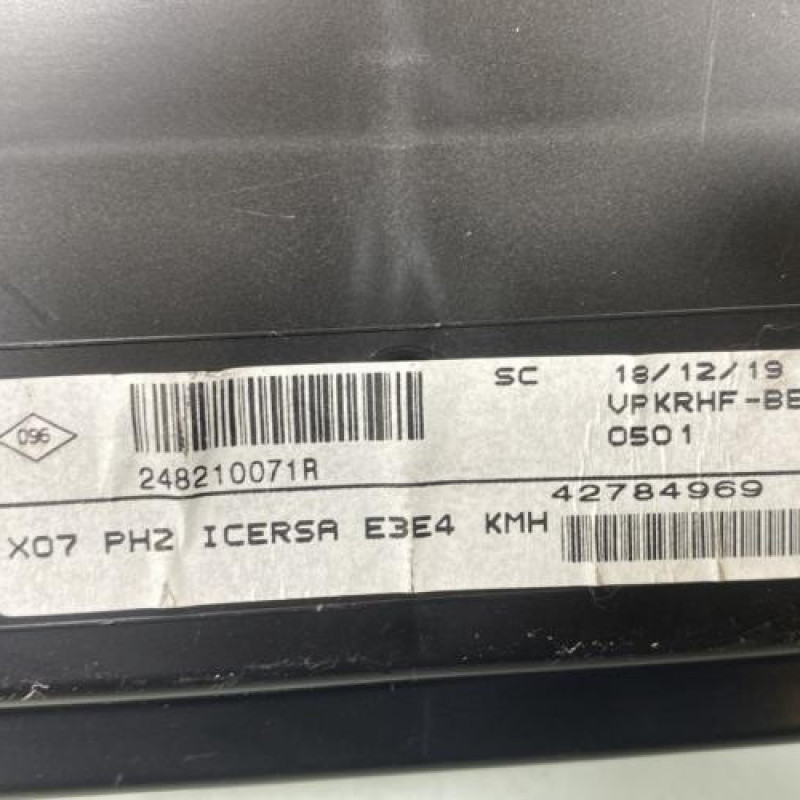 SC 18/12/19
VPKRHF-BE
0501
096
248210071R
42784969
X07 PH2 ICERSA E3E4 KMH